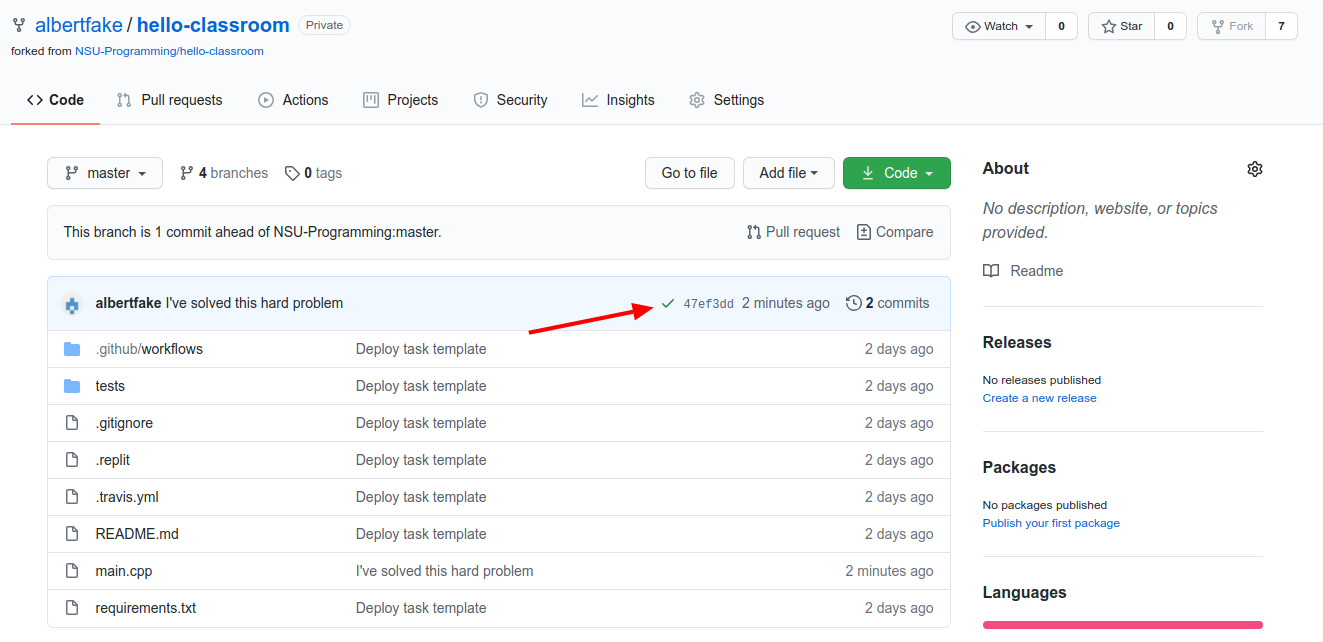 albertfake / hello-classroom Private
Watch 0 Star 0 Fork 7
forked from NSU-Programming/hello-classroom
Code Pull requests Actions Projects Security Insights Settings
master 4 branches 0 tags Go to file Add file Code
This branch is 1 commit ahead of NSU-Programming:master. Pull request Compare
albertfake I've solved this hard problem 47ef3dd 2 minutes ago 2 commits
.github/workflows Deploy task template 2 days ago
tests Deploy task template 2 days ago
.gitignore Deploy task template 2 days ago
.replit Deploy task template 2 days ago
.travis.yml Deploy task template 2 days ago
README.md Deploy task template 2 days ago
main.cpp I've solved this hard problem 2 minutes ago
requirements.txt Deploy task template 2 days ago
About
No description, website, or topics
provided.
Readme
Releases
No releases published
Create a new release
Packages
No packages published
Publish your first package
Languages